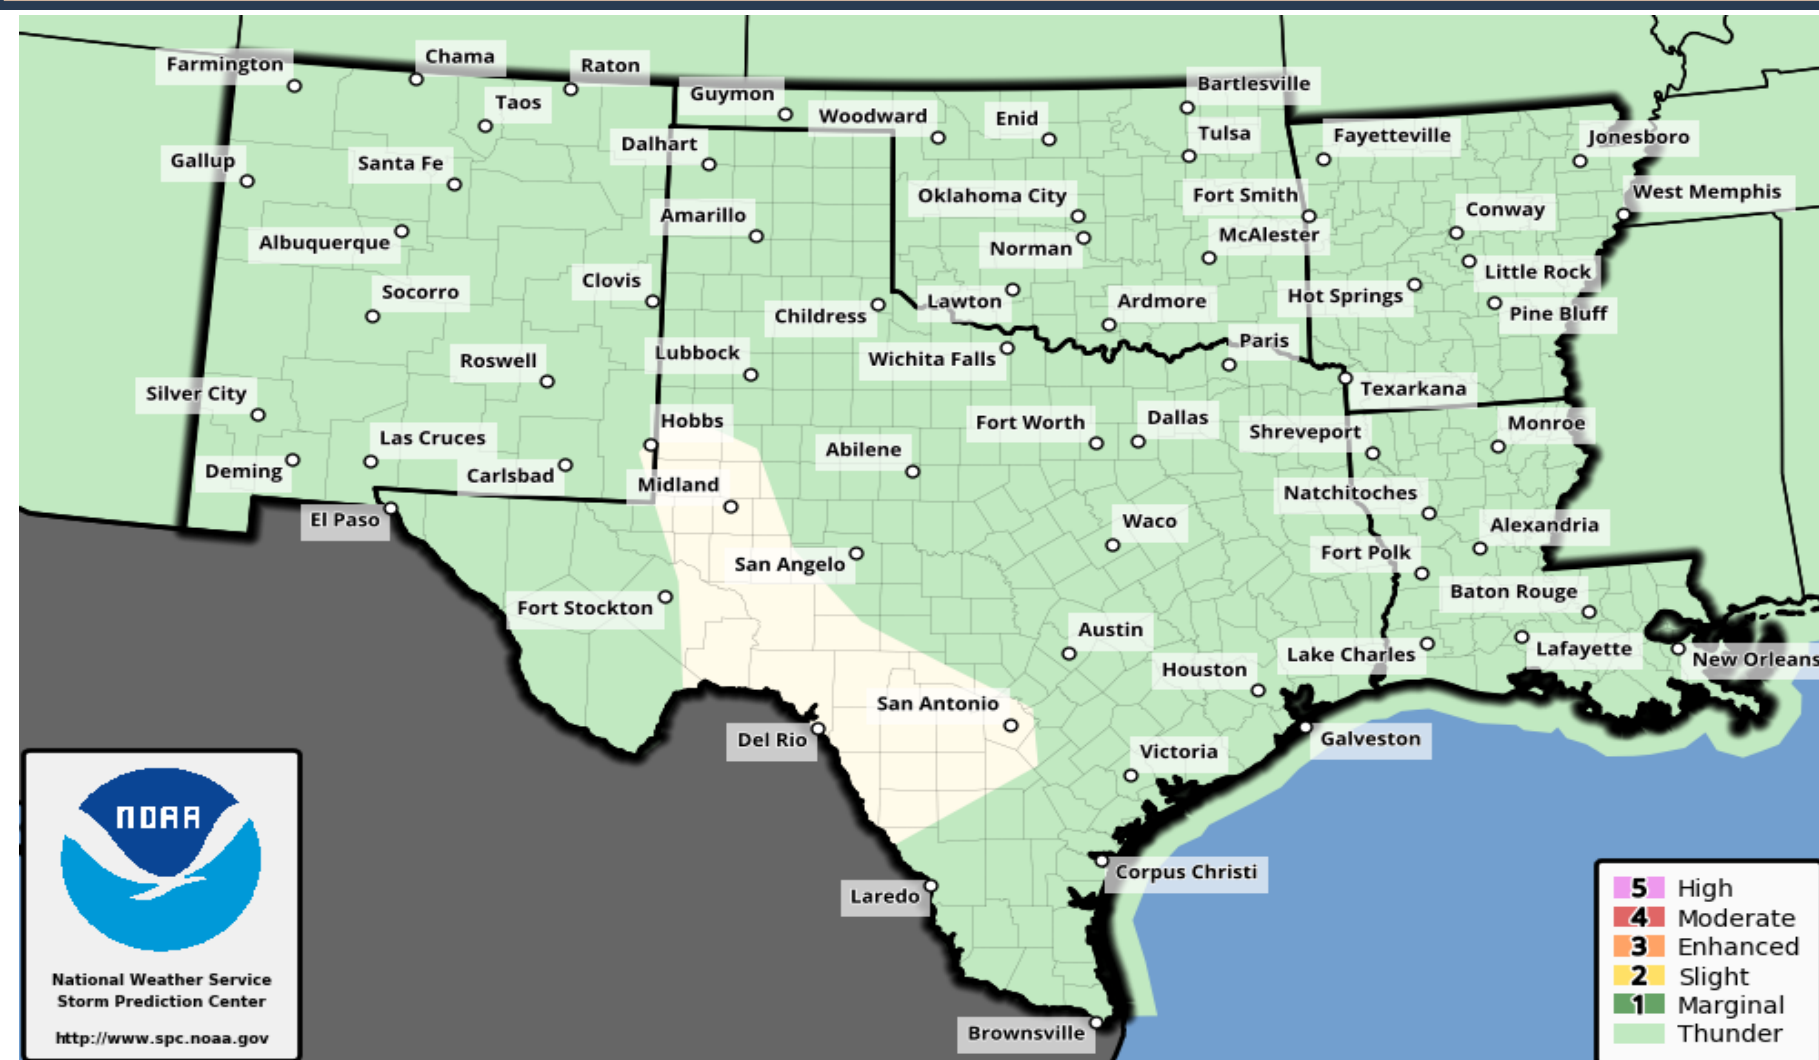 Farmington
Chama
Raton
Taos
Guymon
Woodward
Enid
Bartlesville
Tulsa
Fayetteville
Jonesboro
Gallup
Santa Fe
Dalhart
Amarillo
Oklahoma City
Fort Smith
Conway
West Memphis
Albuquerque
Norman
McAlester
Socorro
Clovis
Childress
Lawton
Ardmore
Hot Springs
Little Rock
Pine Bluff
Roswell
Lubbock
Wichita Falls
Paris
Texarkana
Silver City
Hobbs
Abilene
Fort Worth
Dallas
Shreveport
Monroe
Deming
Las Cruces
Carlsbad
Midland
Natchitoches
El Paso
San Angelo
Waco
Fort Polk
Alexandria
Fort Stockton
Austin
Houston
Lake Charles
Baton Rouge
Lafayette
New Orleans
Del Rio
San Antonio
Victoria
Galveston
Laredo
Corpus Christi
Brownsville
NOAA
National Weather Service
Storm Prediction Center
http://www.spc.noaa.gov
5 High
4 Moderate
3 Enhanced
2 Slight
1 Marginal
Thunder